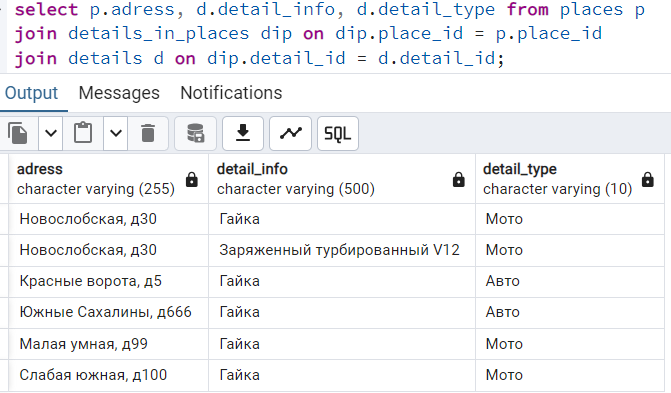 select p.adress, d.detail_info, d.detail_type from places p
join details_in_places dip on dip.place_id = p.place_id
join details d on dip.detail_id = d.detail_id;
Output Messages Notifications
SQL
adress detail_info detail_type
character varying (255) character varying (500) character varying (10)
Новослобская, д30 Гайка Мото
Новослобская, д30 Заряженный турбированный V12 Мото
Красные ворота, д5 Гайка Авто
Южные Сахалины, д666 Гайка Авто
Малая умная, д99 Гайка Мото
Слабая южная, д100 Гайка Мото